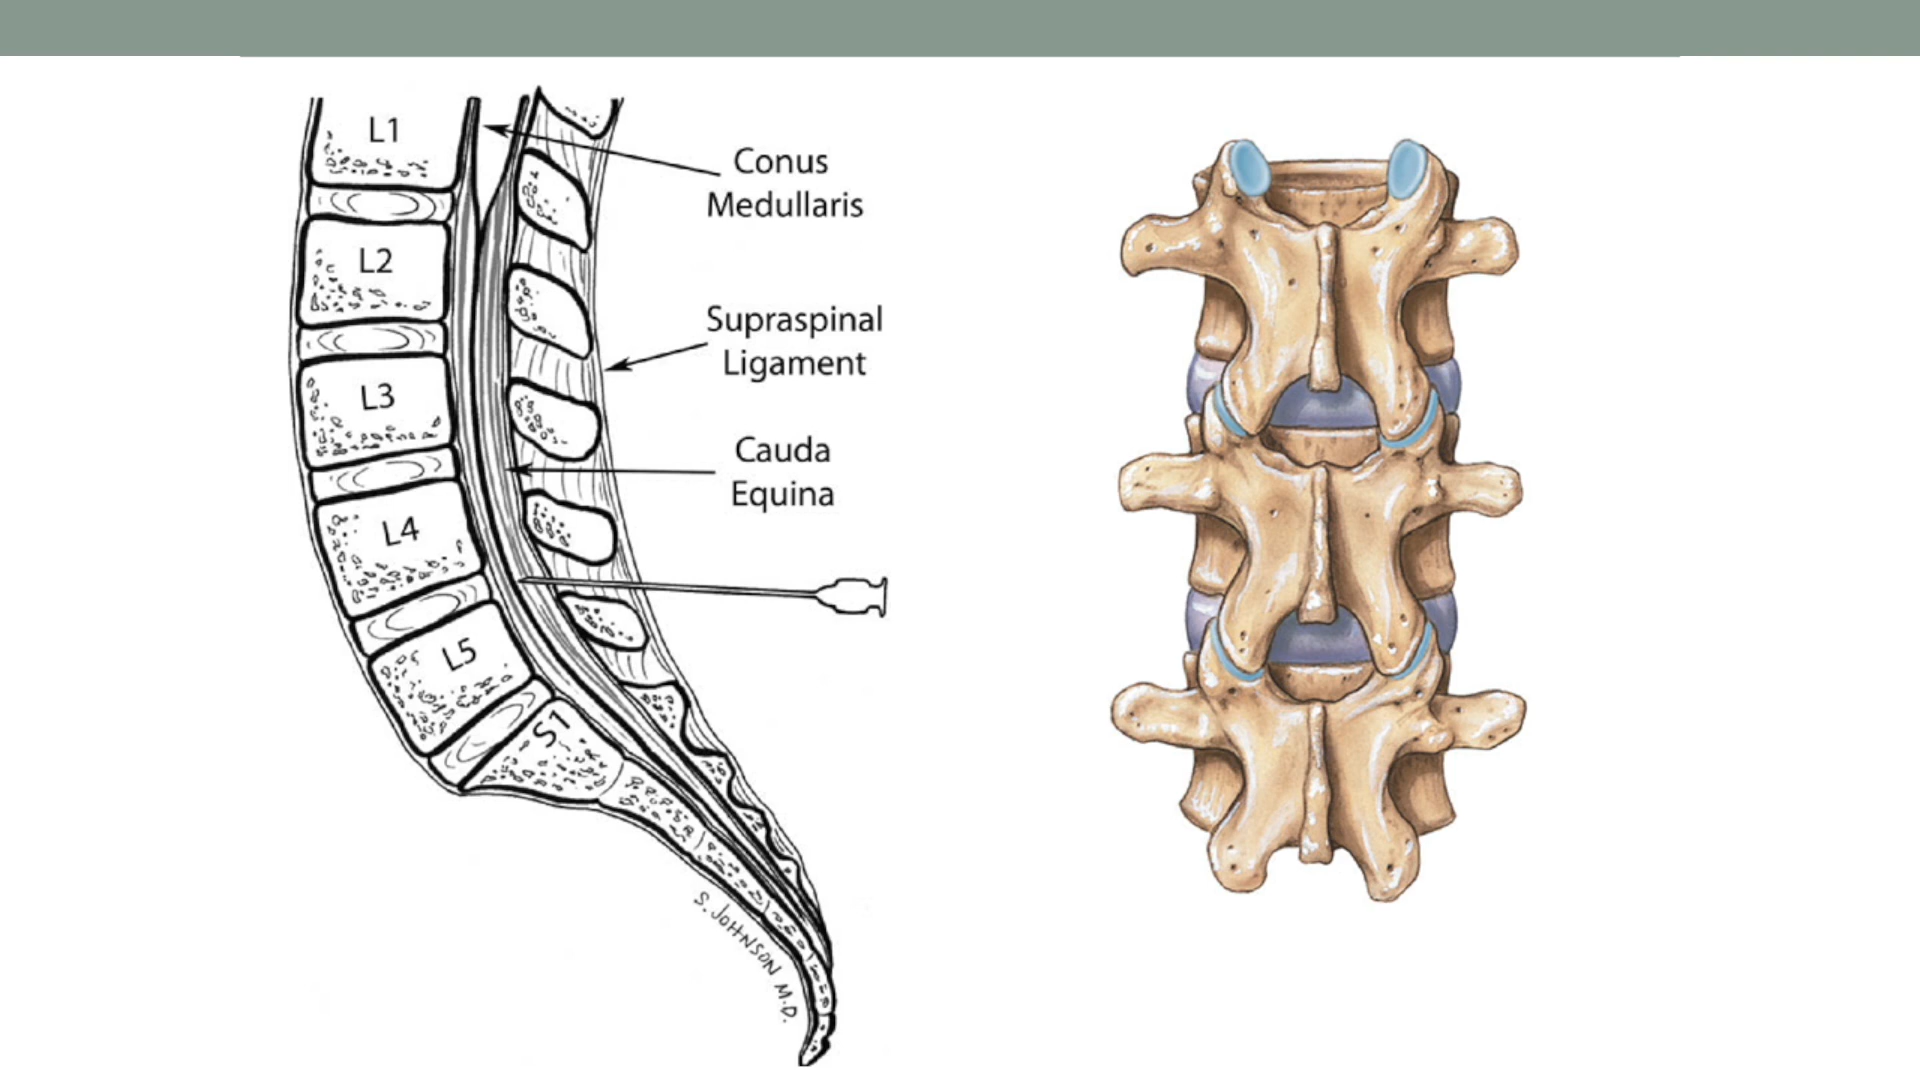 L1
Conus
Medullaris
L2
Supraspinal
Ligament
L3
Cauda
Equina
L4
L5
S1
S. JOHNSON M.D.